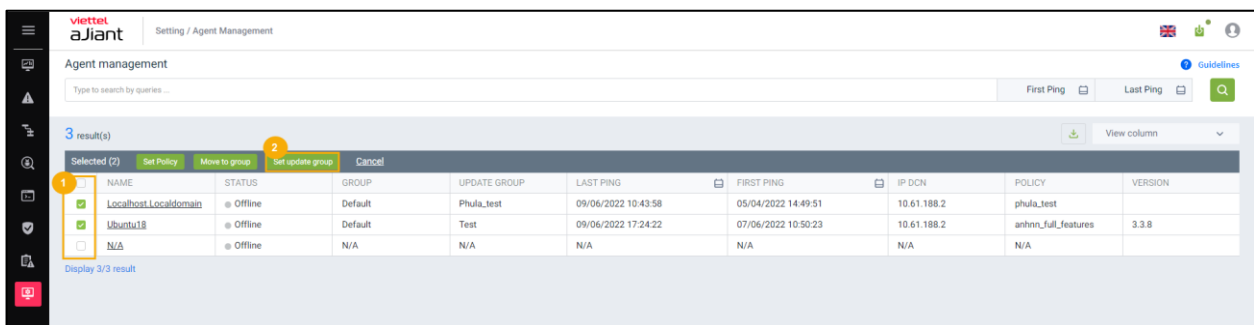 viettel
aJiant
Setting / Agent Management
Agent management
? Guidelines
Type to search by queries ...
First Ping
Last Ping
3 result(s)
View column
2
Selected (2) Set Policy Move to group Set update group Cancel
1
NAME STATUS GROUP UPDATE GROUP LAST PING FIRST PING IP DCN POLICY VERSION
Localhost.Localdomain Offline Default Phula_test 09/06/2022 10:43:58 05/04/2022 14:49:51 10.61.188.2 phula_test
Ubuntu18 Offline Default Test 09/06/2022 17:24:22 07/06/2022 10:50:23 10.61.188.2 anhnn_full_features 3.3.8
N/A Offline N/A N/A N/A N/A N/A N/A
Display 3/3 result